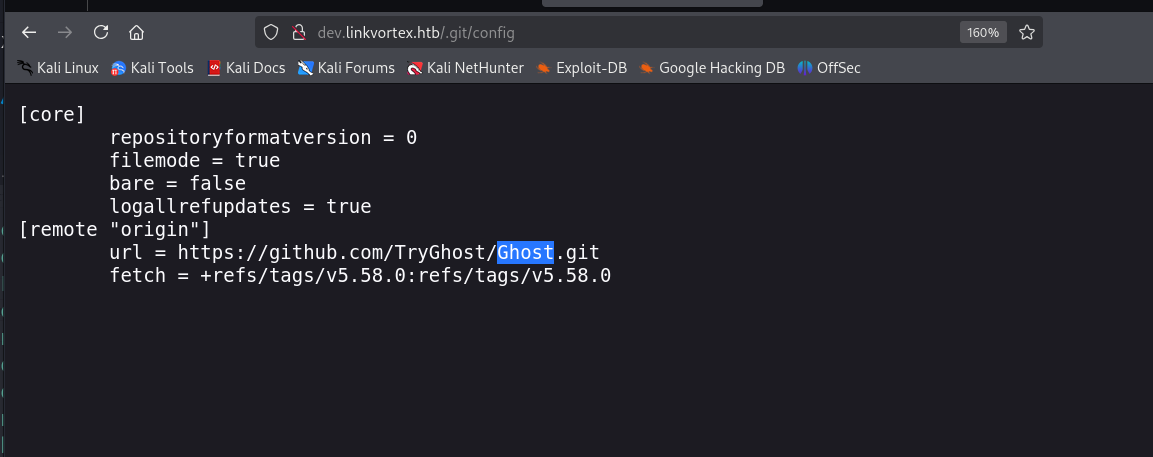 dev.linkvortex.htb/.git/config
160%
Kali Linux Kali Tools Kali Docs Kali Forums Kali NetHunter Exploit-DB Google Hacking DB OffSec
[core]
repositoryformatversion = 0
filemode = true
bare = false
logallrefupdates = true
[remote "origin"]
url = https://github.com/TryGhost/Ghost.git
fetch = +refs/tags/v5.58.0:refs/tags/v5.58.0